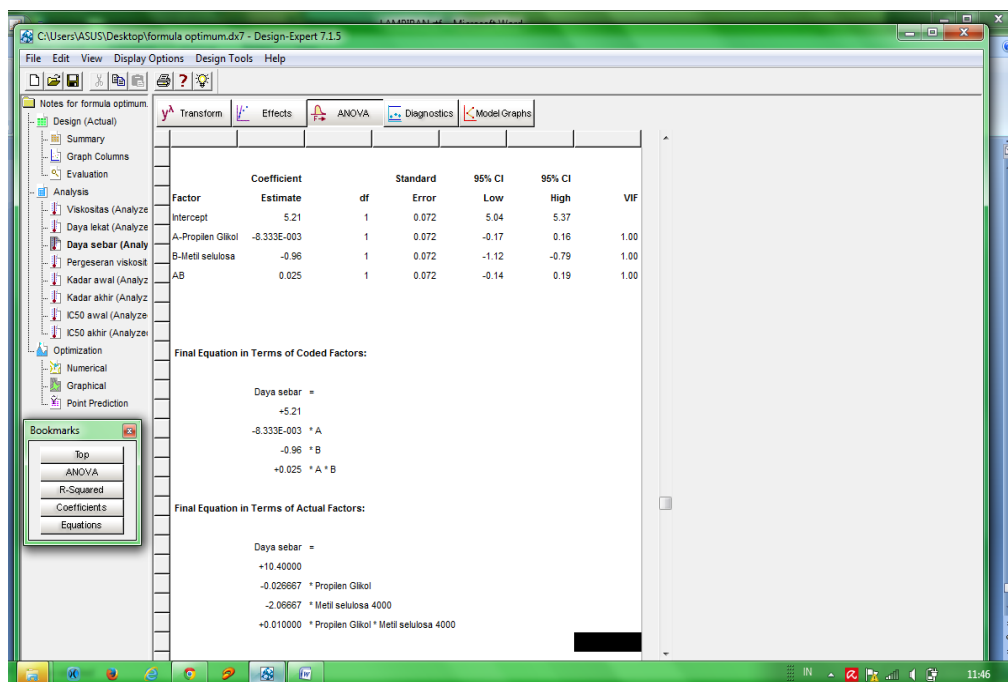 LAMPIRAN.rtf - Microsoft Word
C:\Users\ASUS\Desktop\formula optimum.dx7 - Design-Expert 7.1.5
File Edit View Display Options Design Tools Help
Notes for formula optimum.
Design (Actual)
Summary
Graph Columns
Evaluation
Analysis
Viskositas (Analyze
Daya lekat (Analyze
Daya sebar (Analy
Pergeseran viskosit
Kadar awal (Analyz
Kadar akhir (Analyz
IC50 awal (Analyze
IC50 akhir (Analyze
Optimization
Numerical
Graphical
Point Prediction
Bookmarks
Top
ANOVA
R-Squared
Coefficients
Equations
yλ Transform Effects ANOVA Diagnostics Model Graphs
Coefficient Standard 95% CI 95% CI
Factor Estimate df Error Low High VIF
Intercept 5.21 1 0.072 5.04 5.37
A-Propilen Glikol -8.333E-003 1 0.072 -0.17 0.16 1.00
B-Metil selulosa -0.96 1 0.072 -1.12 -0.79 1.00
AB 0.025 1 0.072 -0.14 0.19 1.00
Final Equation in Terms of Coded Factors:
Daya sebar =
+5.21
-8.333E-003 * A
-0.96 * B
+0.025 * A * B
Final Equation in Terms of Actual Factors:
Daya sebar =
+10.40000
-0.026667 * Propilen Glikol
-2.06667 * Metil selulosa 4000
+0.010000 * Propilen Glikol * Metil selulosa 4000
IN 11:46